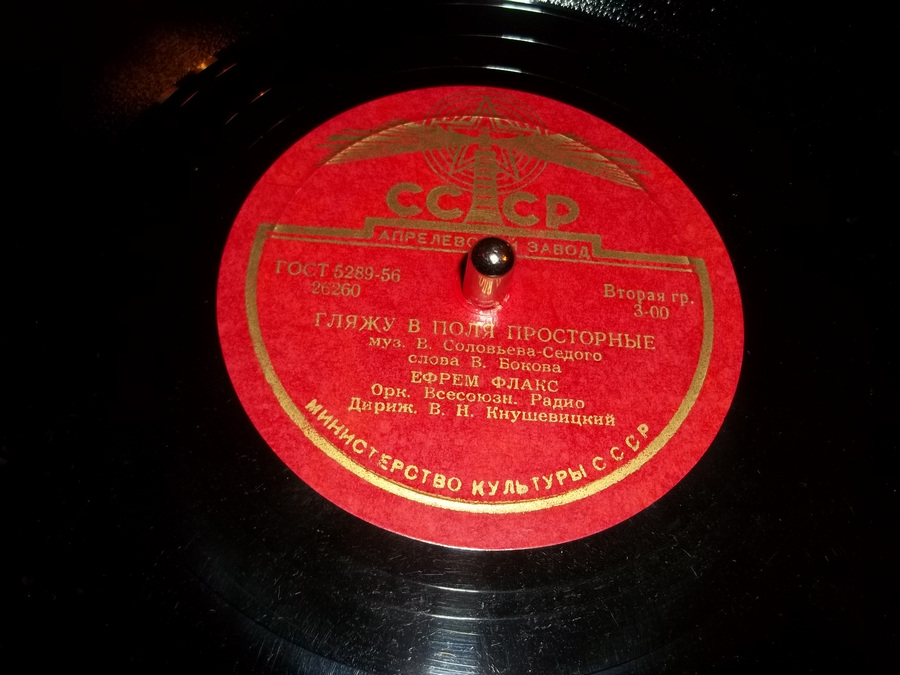 СССР
АПРЕЛЕВСКИЙ ЗАВОД
ГОСТ 5289-56
26260
Вторая гр.
3-00
ГЛЯЖУ В ПОЛЯ ПРОСТОРНЫЕ
муз. В. Соловьева-Седого
слова В. Бокова
ЕФРЕМ ФЛАКС
Орк. Всесоюзн. Радио
Дириж. В. Н. Кнушевицкий
МИНИСТЕРСТВО КУЛЬТУРЫ СССР